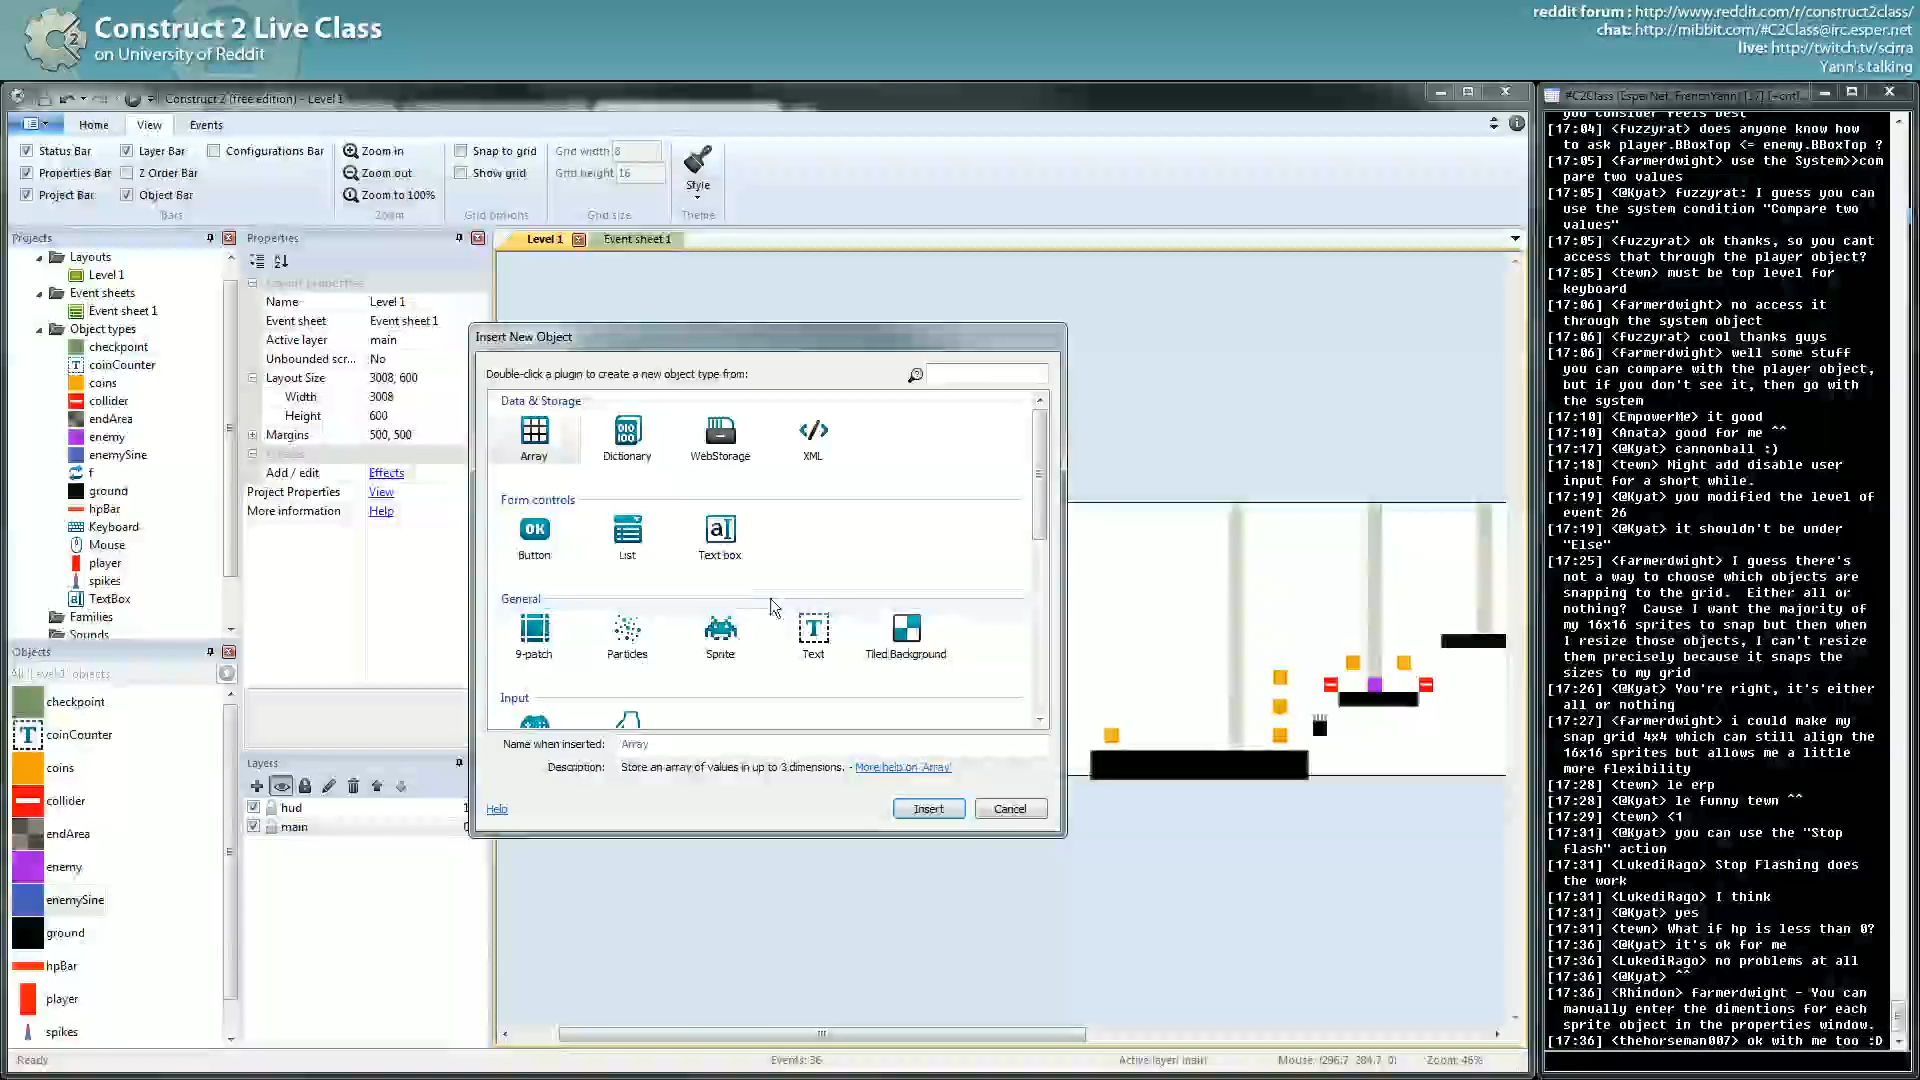 Construct 2 Live Class
on University of Reddit
reddit forum : http://www.reddit.com/r/construct2class/
chat: http://mibbit.com/#C2Class@irc.esper.net
live: http://twitch.tv/scirra
Yann's talking
Construct 2 (free edition) - Level 1
Home View Events
Status Bar Layer Bar Configurations Bar
Properties Bar Z Order Bar
Project Bar Object Bar
Bars
Zoom in
Zoom out
Zoom to 100%
Zoom
Snap to grid
Show grid
Grid options
Grid width 8
Grid height 16
Grid size
Style
Theme
Projects
Layouts
Level 1
Event sheets
Event sheet 1
Object types
checkpoint
coinCounter
coins
collider
endArea
enemy
enemySine
f
ground
hpBar
Keyboard
Mouse
player
spikes
TextBox
Families
Sounds
Properties
Layout properties
Name Level 1
Event sheet Event sheet 1
Active layer main
Unbounded scr... No
Layout Size 3008; 600
Width 3008
Height 600
Margins 500, 500
Add / edit Effects
Project Properties View
More information Help
Level 1
Event sheet 1
Objects
All 'Level 1' objects
checkpoint
coinCounter
coins
collider
endArea
enemy
enemySine
ground
hpBar
player
spikes
Layers
hud 1
main 0
Insert New Object
Double-click a plugin to create a new object type from:
Data & Storage
Array Dictionary WebStorage XML
Form controls
Button List Text box
General
9-patch Particles Sprite Text Tiled Background
Input
Name when inserted: Array
Description: Store an array of values in up to 3 dimensions. - More help on 'Array'
Help
Insert Cancel
Ready
Events: 36
Active layer: main
Zoom: 46%
you consider feels best
[17:04] <fuzzyrat> does anyone know how
to ask player.BBoxTop <= enemy.BBoxTop ?
[17:05] <farmerdwight> use the System>>com
pare two values
[17:05] <@Kyat> fuzzyrat: I guess you can
use the system condition "Compare two
values"
[17:05] <fuzzyrat> ok thanks, so you cant
access that through the player object?
[17:05] <tewn> must be top level for
keyboard
[17:06] <farmerdwight> no access it
through the system object
[17:06] <fuzzyrat> cool thanks guys
[17:06] <farmerdwight> well some stuff
you can compare with the player object,
but if you don't see it, then go with
the system
[17:10] <EmpowerMe> it good
[17:10] <Anata> good for me ^^
[17:17] <@Kyat> cannonball :)
[17:18] <tewn> Might add disable user
input for a short while.
[17:19] <@Kyat> you modified the level of
event 26
[17:19] <@Kyat> it shouldn't be under
"Else"
[17:25] <farmerdwight> I guess there's
not a way to choose which objects are
snapping to the grid.  Either all or
nothing?  Cause I want the majority of
my 16x16 sprites to snap but then when
I resize those objects, I can't resize
them precisely because it snaps the
sizes to my grid
[17:26] <@Kyat> You're right, it's either
all or nothing
[17:27] <farmerdwight> i could make my
snap grid 4x4 which can still align the
16x16 sprites but allows me a little
more flexibility
[17:28] <tewn> le erp
[17:28] <@Kyat> le funny tewn ^^
[17:29] <tewn> <1
[17:31] <@Kyat> you can use the "Stop
flash" action
[17:31] <LukediRago> Stop Flashing does
the work
[17:31] <LukediRago> I think
[17:31] <@Kyat> yes
[17:31] <tewn> What if hp is less than 0?
[17:36] <@Kyat> it's ok for me
[17:36] <LukediRago> no problems at all
[17:36] <@Kyat> ^^
[17:36] <Rhindon> farmerdwight - You can
manually enter the dimentions for each
sprite object in the properties window.
[17:36] <thehorseman007> ok with me too :D